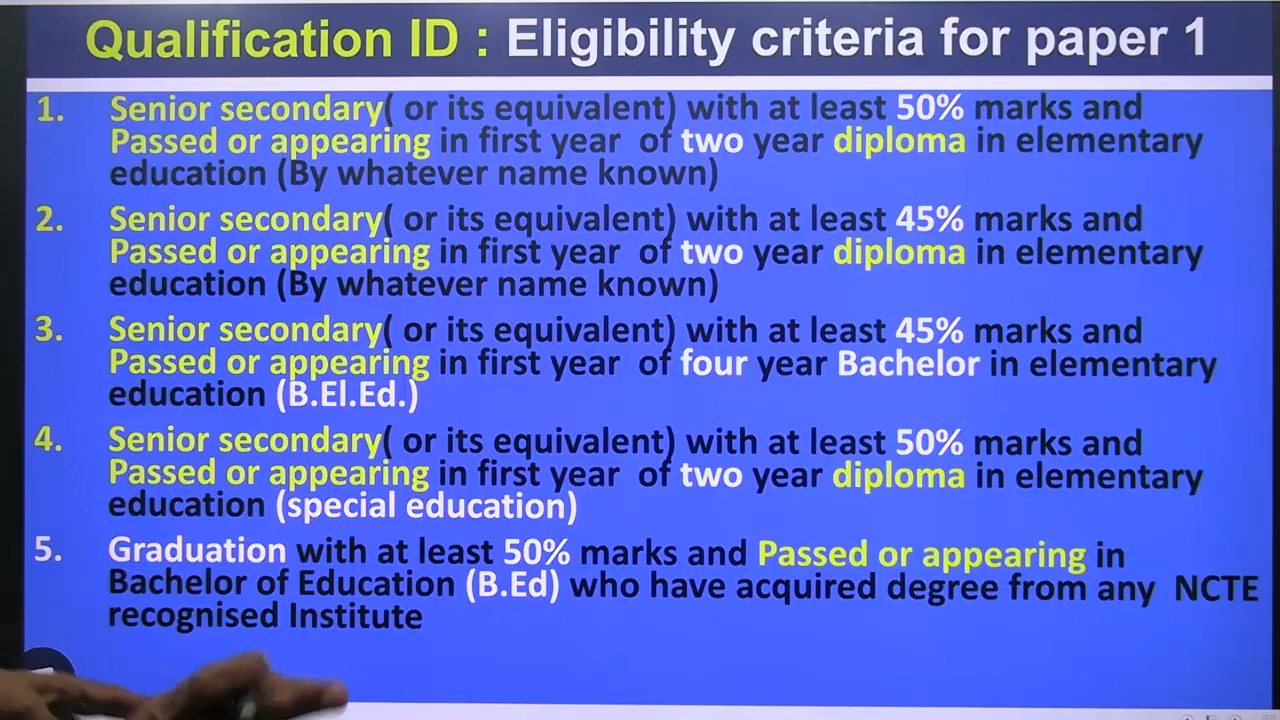 Qualification ID : Eligibility criteria for paper 1
1. Senior secondary( or its equivalent) with at least 50% marks and
Passed or appearing in first year of two year diploma in elementary
education (By whatever name known)
2. Senior secondary( or its equivalent) with at least 45% marks and
Passed or appearing in first year of two year diploma in elementary
education (By whatever name known)
3. Senior secondary( or its equivalent) with at least 45% marks and
Passed or appearing in first year of four year Bachelor in elementary
education (B.El.Ed.)
4. Senior secondary( or its equivalent) with at least 50% marks and
Passed or appearing in first year of two year diploma in elementary
education (special education)
5. Graduation with at least 50% marks and Passed or appearing in
Bachelor of Education (B.Ed) who have acquired degree from any NCTE
recognised Institute